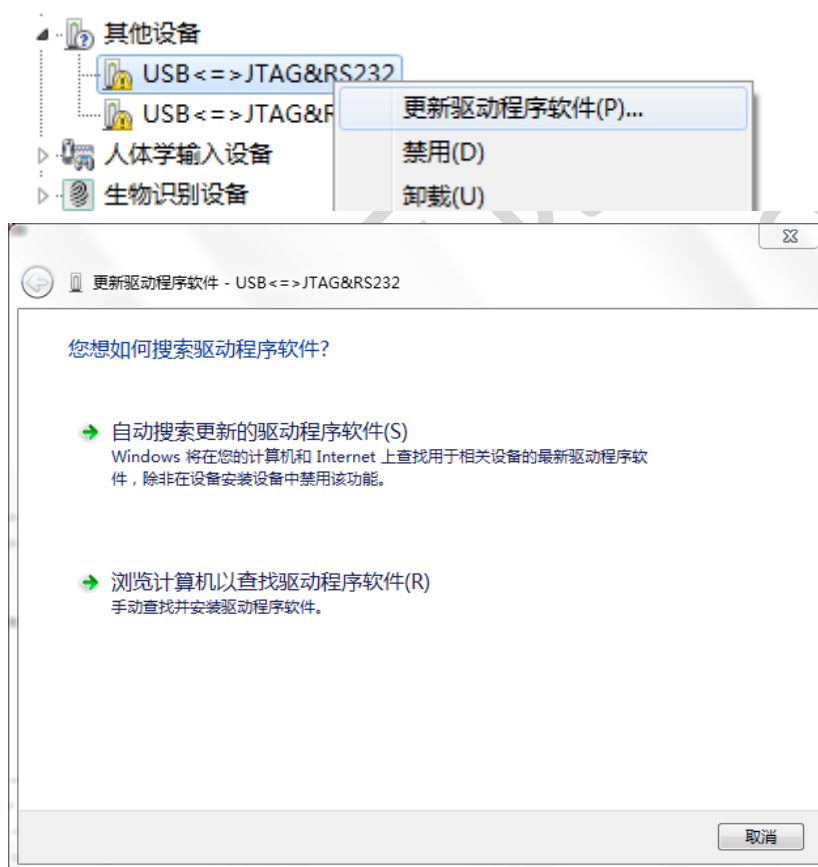 其他设备
USB<=>JTAG&RS232
USB<=>JTAG&R
更新驱动程序软件(P)...
人体学输入设备
禁用(D)
生物识别设备
卸载(U)
更新驱动程序软件 - USB<=>JTAG&RS232
您想如何搜索驱动程序软件?
自动搜索更新的驱动程序软件(S)
Windows 将在您的计算机和 Internet 上查找用于相关设备的最新驱动程序软
件，除非在设备安装设备中禁用该功能。
浏览计算机以查找驱动程序软件(R)
手动查找并安装驱动程序软件。
取消